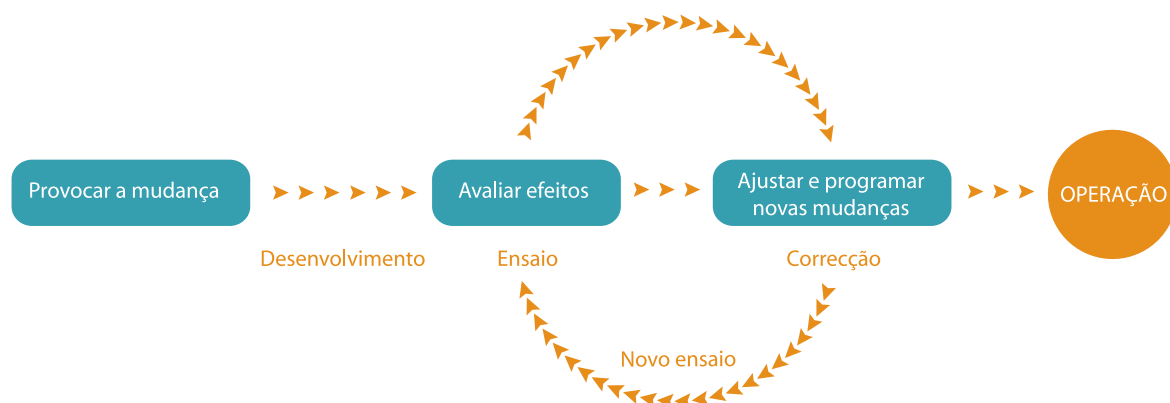 Provocar a mudança
Avaliar efeitos
Ajustar e programar
novas mudanças
OPERAÇÃO
Desenvolvimento
Ensaio
Correcção
Novo ensaio